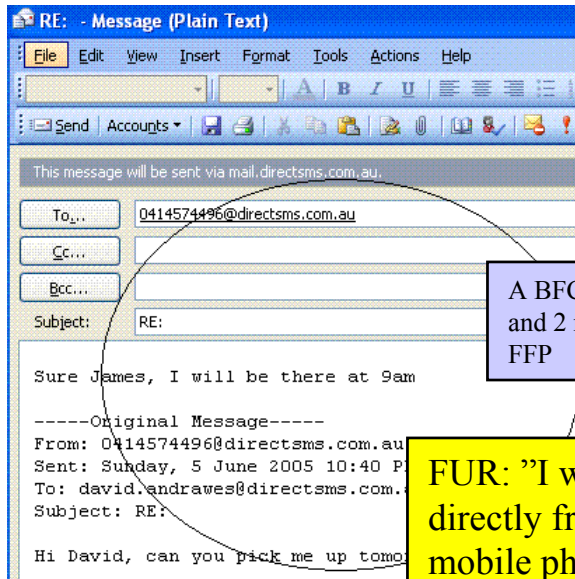 RE: - Message (Plain Text)
File Edit View Insert Format Tools Actions Help
A B I U
Send Accounts
This message will be sent via mail.directsms.com.au.
To... 0414574496@directsms.com.au
Cc...
Bcc...
Subject: RE:
A BFC
and 2
FFP
Sure James, I will be there at 9am
-----Original Message-----
From: 0414574496@directsms.com.au
Sent: Sunday, 5 June 2005 10:40 P
To: david.andrawes@directsms.com.
Subject: RE:
Hi David, can you pick me up tomo
FUR: ”I w
directly fr
mobile ph